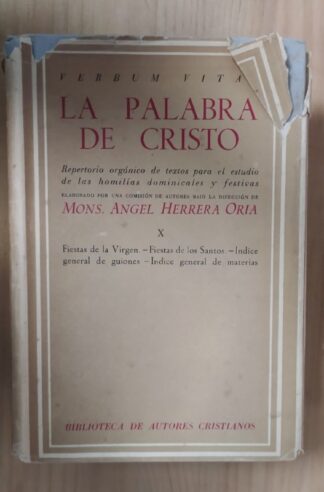 VERBUM VITA
LA PALABRA
DE CRISTO
Repertorio orgánico de textos para el estudio
de las homilías dominicales y festivas
ELABORADO POR UNA COMISIÓN DE AUTORES BAJO LA DIRECCIÓN DE
MONS. ANGEL HERRERA ORIA
X
Fiestas de la Virgen. – Fiestas de los Santos. – Indice
general de guiones – Indice general de materias
BIBLIOTECA DE AUTORES CRISTIANOS